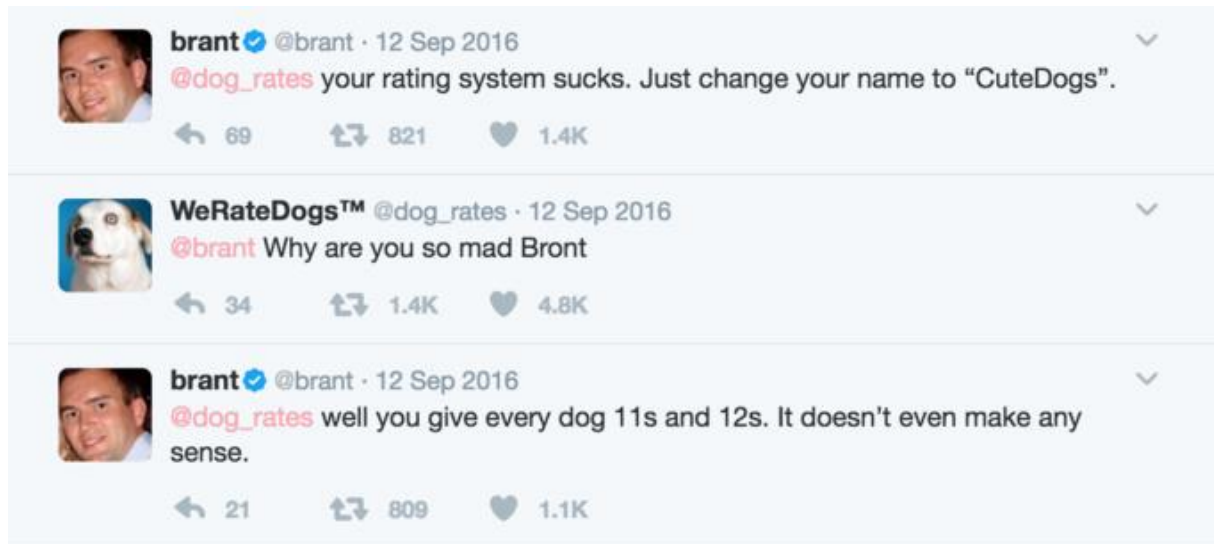 brant @brant · 12 Sep 2016
@dog_rates your rating system sucks. Just change your name to “CuteDogs”.
69 821 1.4K
WeRateDogs™ @dog_rates · 12 Sep 2016
@brant Why are you so mad Bront
34 1.4K 4.8K
brant @brant · 12 Sep 2016
@dog_rates well you give every dog 11s and 12s. It doesn't even make any
sense.
21 809 1.1K